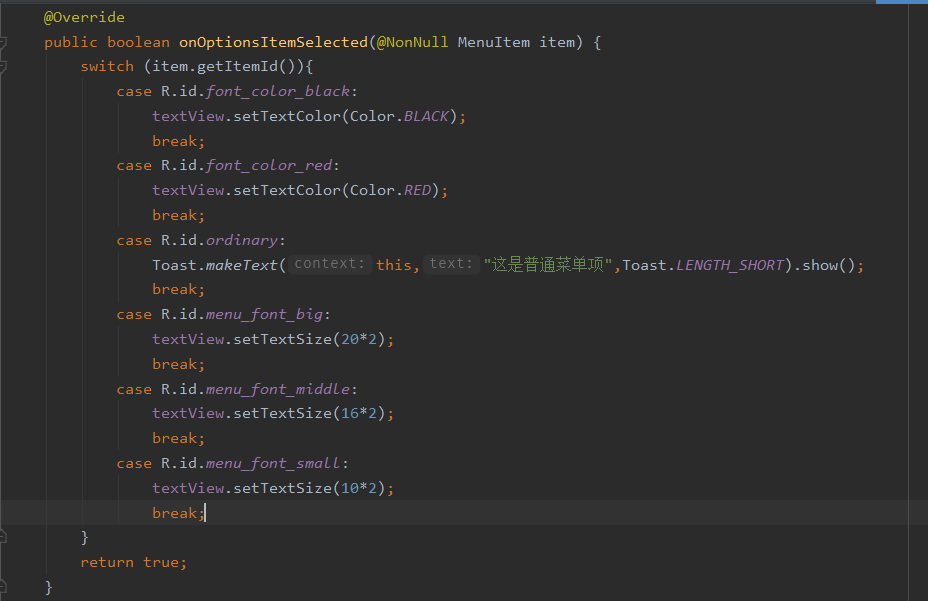 @Override
public boolean onOptionsItemSelected(@NonNull MenuItem item) {
switch (item.getItemId()){
case R.id.font_color_black:
textView.setTextColor(Color.BLACK);
break;
case R.id.font_color_red:
textView.setTextColor(Color.RED);
break;
case R.id.ordinary:
Toast.makeText( context: this, text: "这是普通菜单项",Toast.LENGTH_SHORT).show();
break;
case R.id.menu_font_big:
textView.setTextSize(20*2);
break;
case R.id.menu_font_middle:
textView.setTextSize(16*2);
break;
case R.id.menu_font_small:
textView.setTextSize(10*2);
break;
}
return true;
}